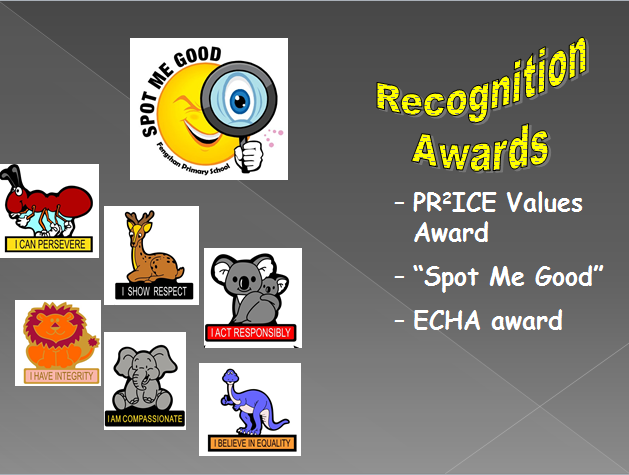 SPOT ME GOOD
Fengshan Primary School
Recognition
Awards
- PR²ICE Values
Award
- “Spot Me Good”
- ECHA award
I CAN PERSEVERE
I SHOW RESPECT
I ACT RESPONSIBLY
I HAVE INTEGRITY
I AM COMPASSIONATE
I BELIEVE IN EQUALITY